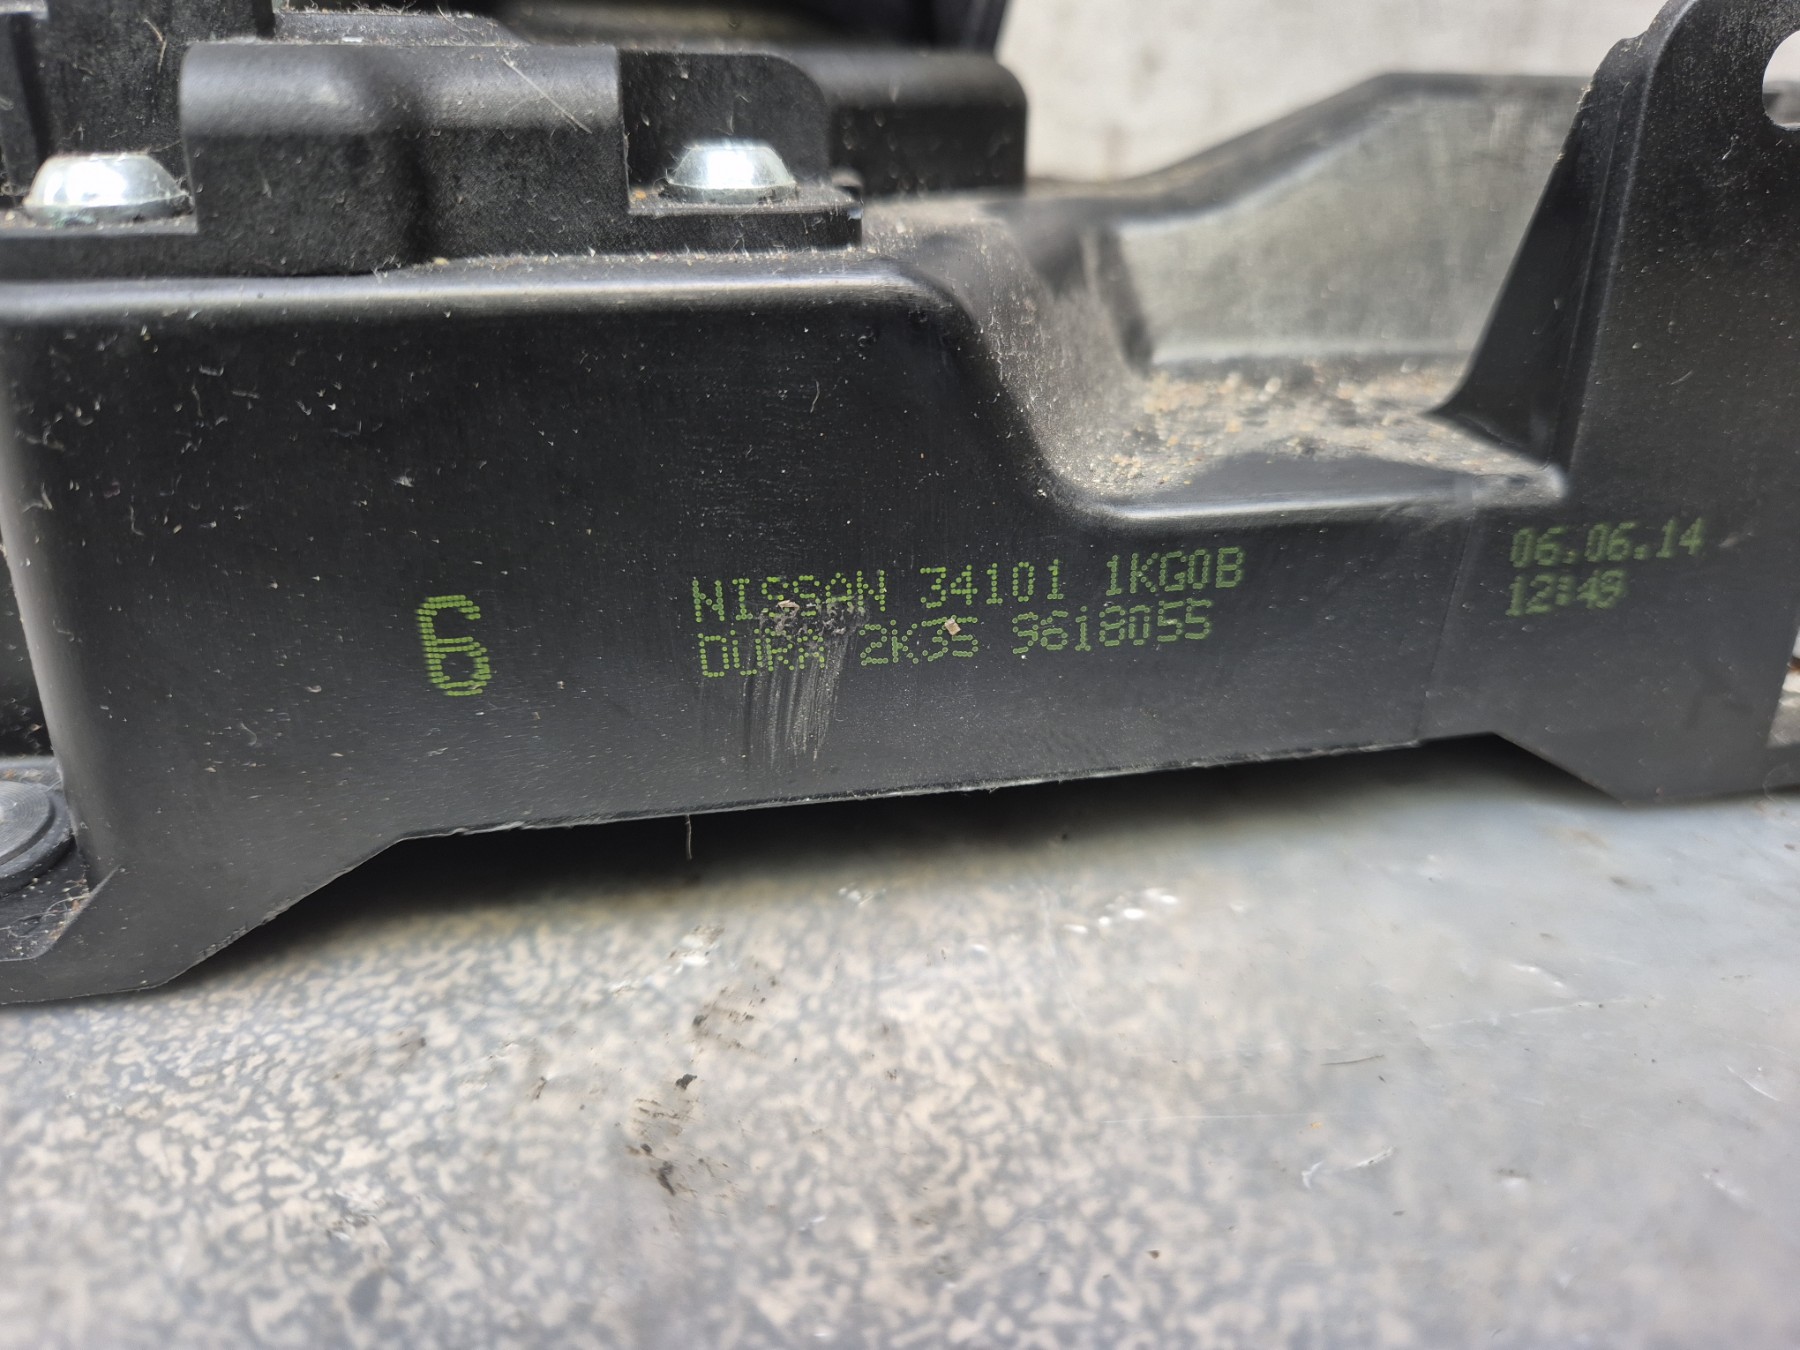 6
NISSAN 34101 1KG0B
DURA 2K35 9618055
06.06.14
12:48